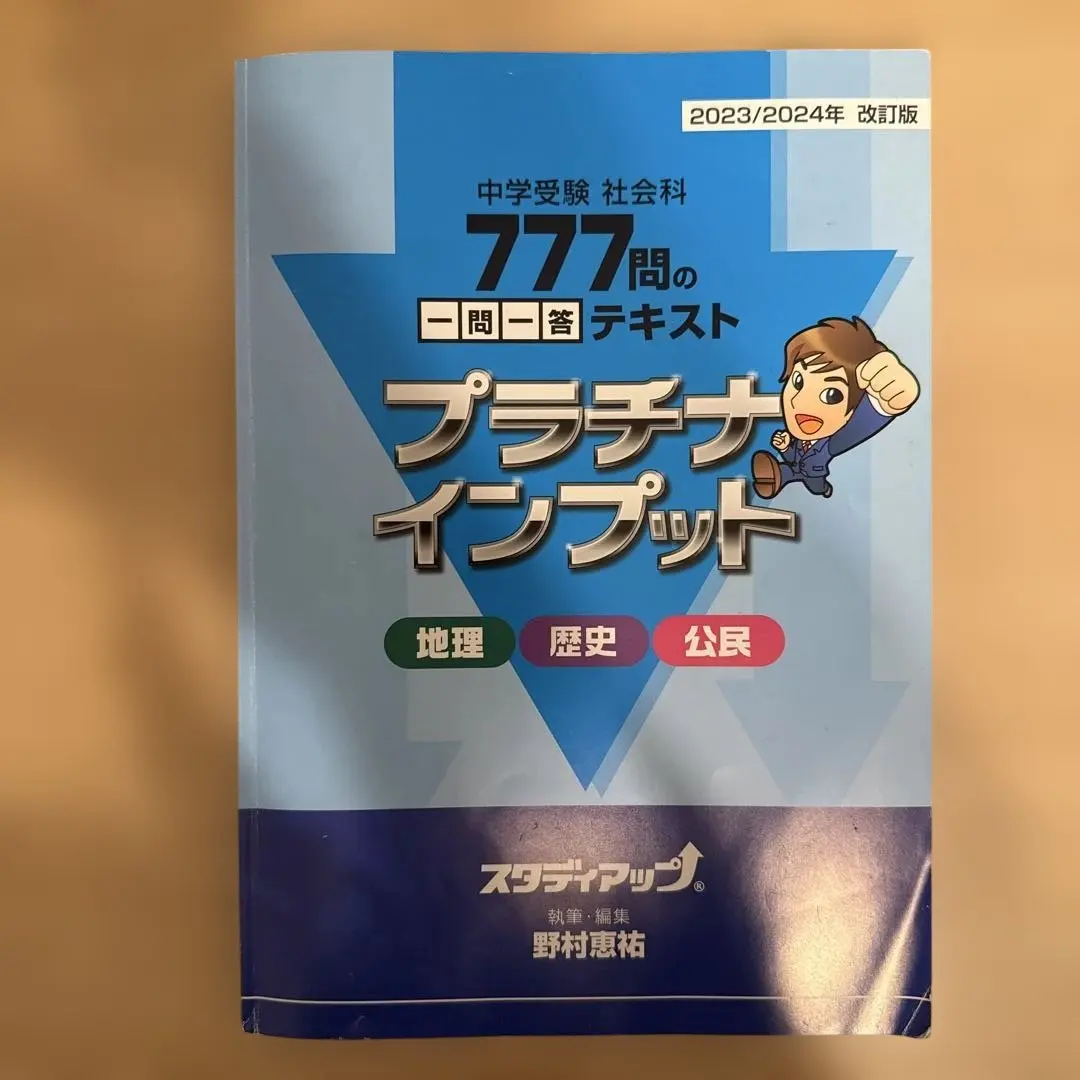 2023/2024年 改訂版
中学受験 社会科
777問の
一問一答 テキスト
プラチナ
インプット
地理 歴史 公民
スタディアップ®
執筆・編集
野村恵祐